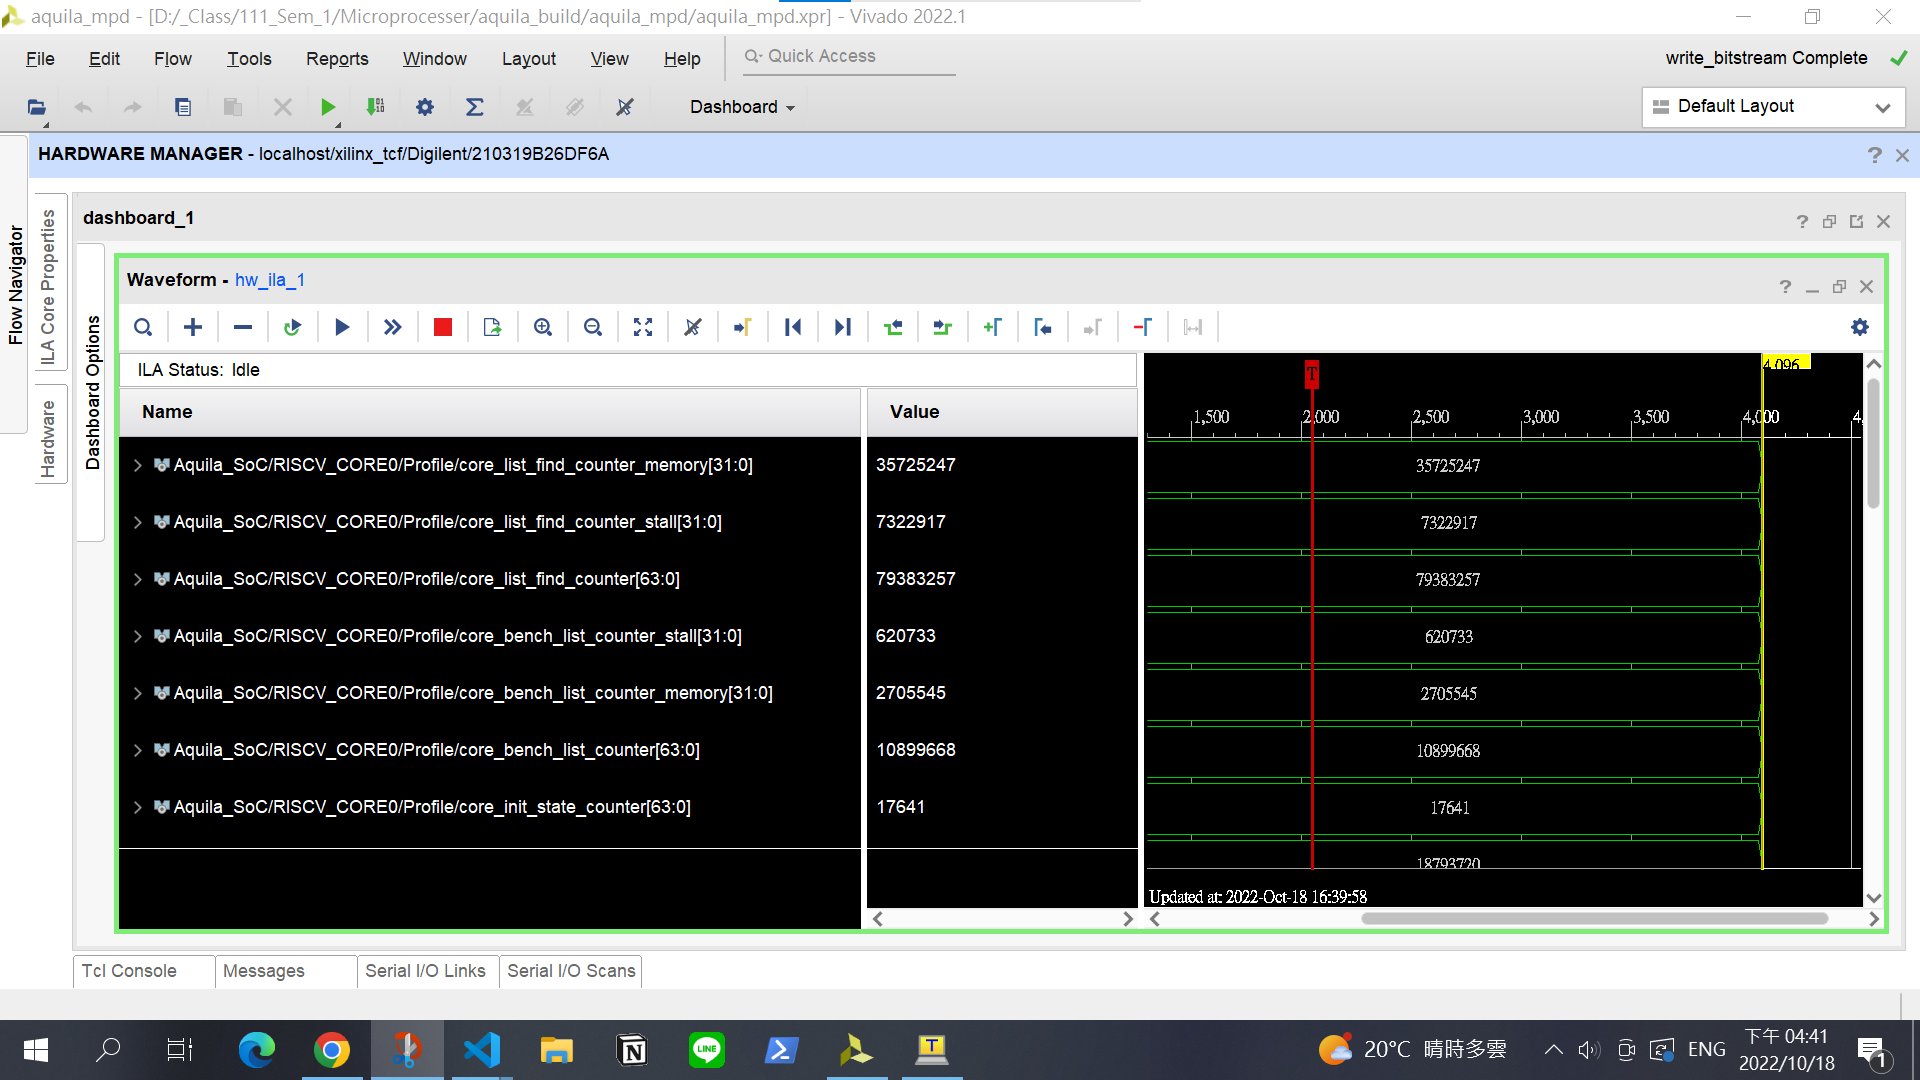 aquila_mpd - [D:/_Class/111_Sem_1/Microprocesser/aquila_build/aquila_mpd/aquila_mpd.xpr] - Vivado 2022.1
File Edit Flow Tools Reports Window Layout View Help Quick Access write_bitstream Complete
Dashboard Default Layout
HARDWARE MANAGER - localhost/xilinx_tcf/Digilent/210319B26DF6A
Flow Navigator
ILA Core Properties
Hardware
dashboard_1
Dashboard Options
Waveform - hw_ila_1
ILA Status: Idle
Name Value
T
4,096
1,500 2,000 2,500 3,000 3,500 4,000 4,
Aquila_SoC/RISCV_CORE0/Profile/core_list_find_counter_memory[31:0] 35725247 35725247
Aquila_SoC/RISCV_CORE0/Profile/core_list_find_counter_stall[31:0] 7322917 7322917
Aquila_SoC/RISCV_CORE0/Profile/core_list_find_counter[63:0] 79383257 79383257
Aquila_SoC/RISCV_CORE0/Profile/core_bench_list_counter_stall[31:0] 620733 620733
Aquila_SoC/RISCV_CORE0/Profile/core_bench_list_counter_memory[31:0] 2705545 2705545
Aquila_SoC/RISCV_CORE0/Profile/core_bench_list_counter[63:0] 10899668 10899668
Aquila_SoC/RISCV_CORE0/Profile/core_init_state_counter[63:0] 17641 17641
18793720
Updated at: 2022-Oct-18 16:39:58
Tcl Console Messages Serial I/O Links Serial I/O Scans
20°C 晴時多雲 ENG
下午 04:41
2022/10/18
1